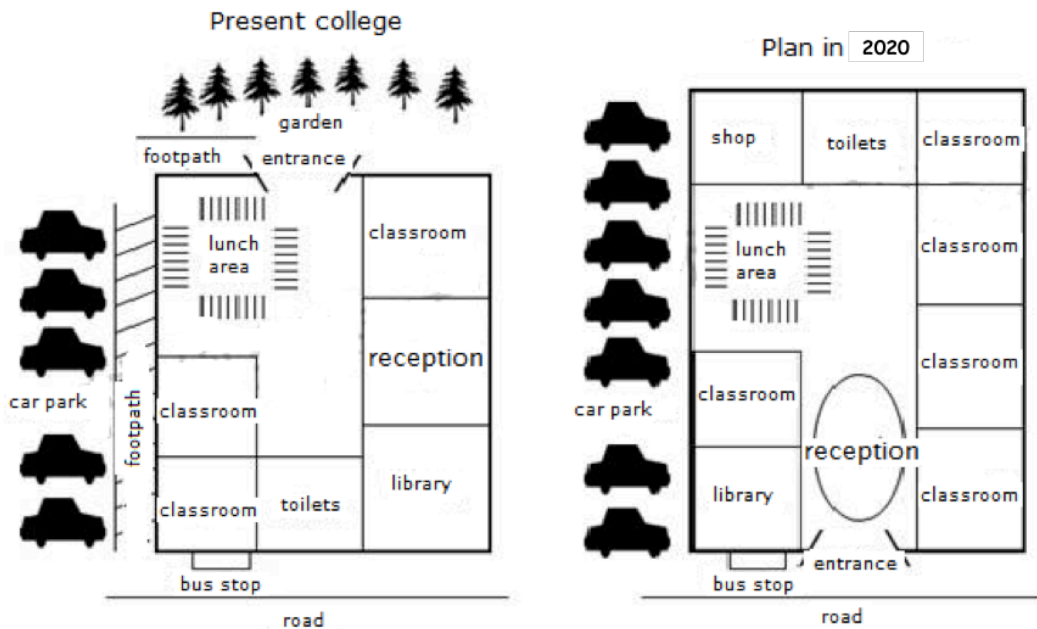 Present college
garden
footpath
entrance
lunch
area
classroom
reception
car park
footpath
classroom
library
classroom
toilets
bus stop
road
Plan in 2020
shop
toilets
classroom
lunch
area
classroom
classroom
classroom
car park
reception
library
classroom
entrance
bus stop
road